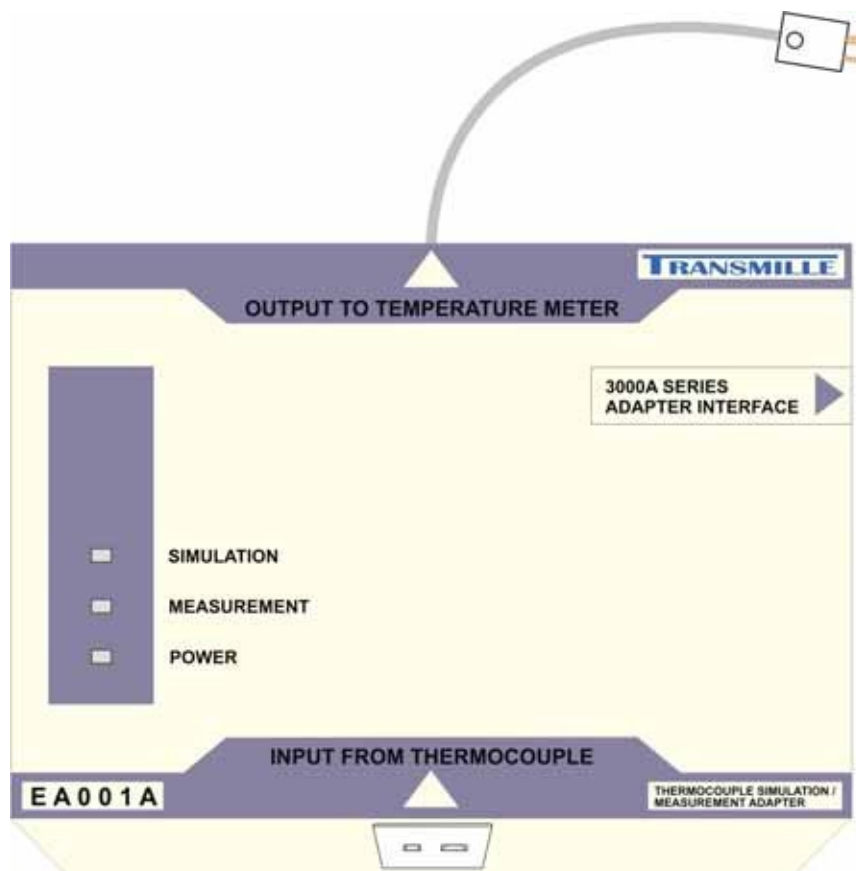 TRANSMILLE
OUTPUT TO TEMPERATURE METER
3000A SERIES
ADAPTER INTERFACE
SIMULATION
MEASUREMENT
POWER
INPUT FROM THERMOCOUPLE
EA001A
THERMOCOUPLE SIMULATION /
MEASUREMENT ADAPTER